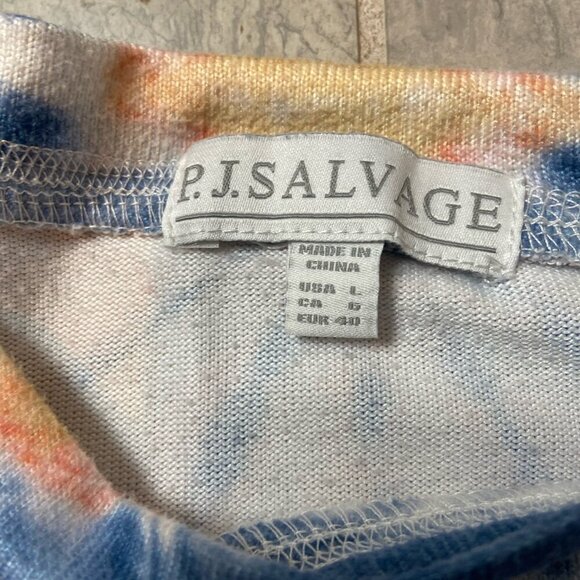 P.J.SALVAGE
MADE IN
CHINA
USA L
CA G
EUR 40